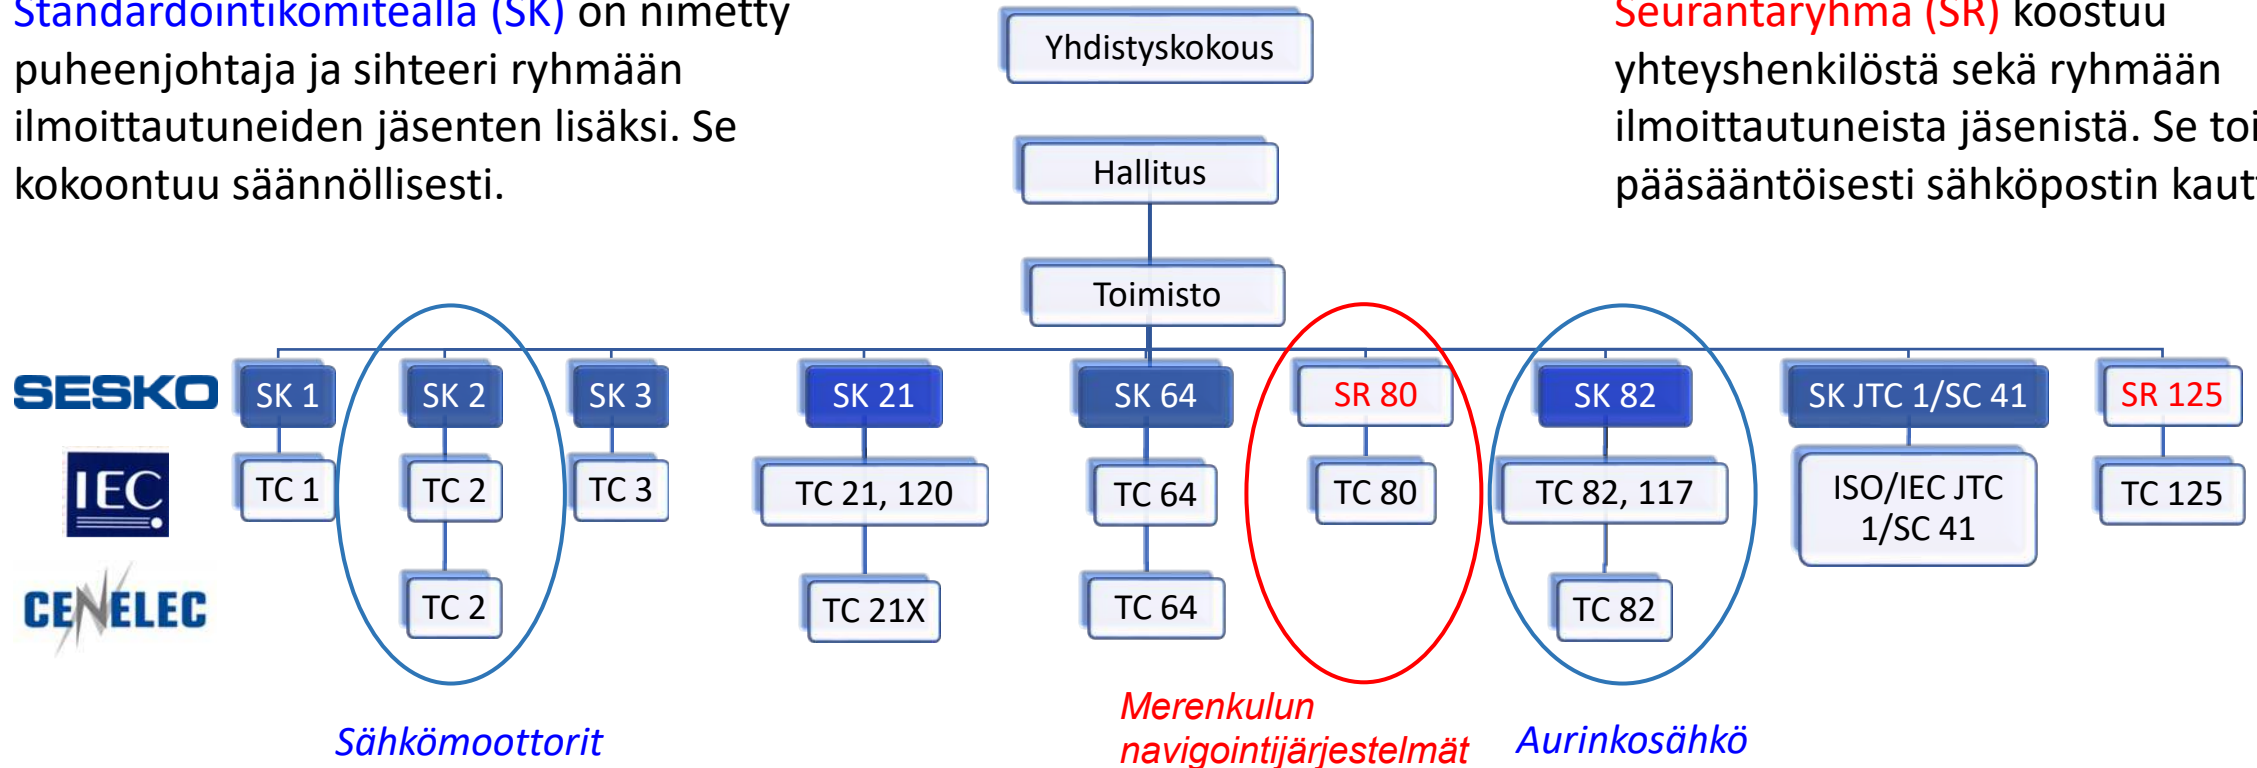 Standardointikomitealla (SK) on nimetty
puheenjohtaja ja sihteeri ryhmään
ilmoittautuneiden jäsenten lisäksi. Se
kokoontuu säännöllisesti.
Yhdistyskokous
Hallitus
Toimisto
Seurantaryhmä (SR) koostuu
yhteyshenkilöstä sekä ryhmään
ilmoittautuneista jäsenistä. Se
pääsääntöisesti sähköpostin
SESKO
SK 1
SK 2
SK 3
SK 21
SK 64
SR 80
SK 82
SK JTC 1/SC 41
SR 125
IEC
TC 1
TC 2
TC 3
TC 21, 120
TC 64
TC 80
TC 82, 117
ISO/IEC JTC
1/SC 41
TC 125
CENELEC
TC 2
TC 21X
TC 64
TC 82
Sähkömoottorit
Merenkulun
navigointijärjestelmät
Aurinkosähkö